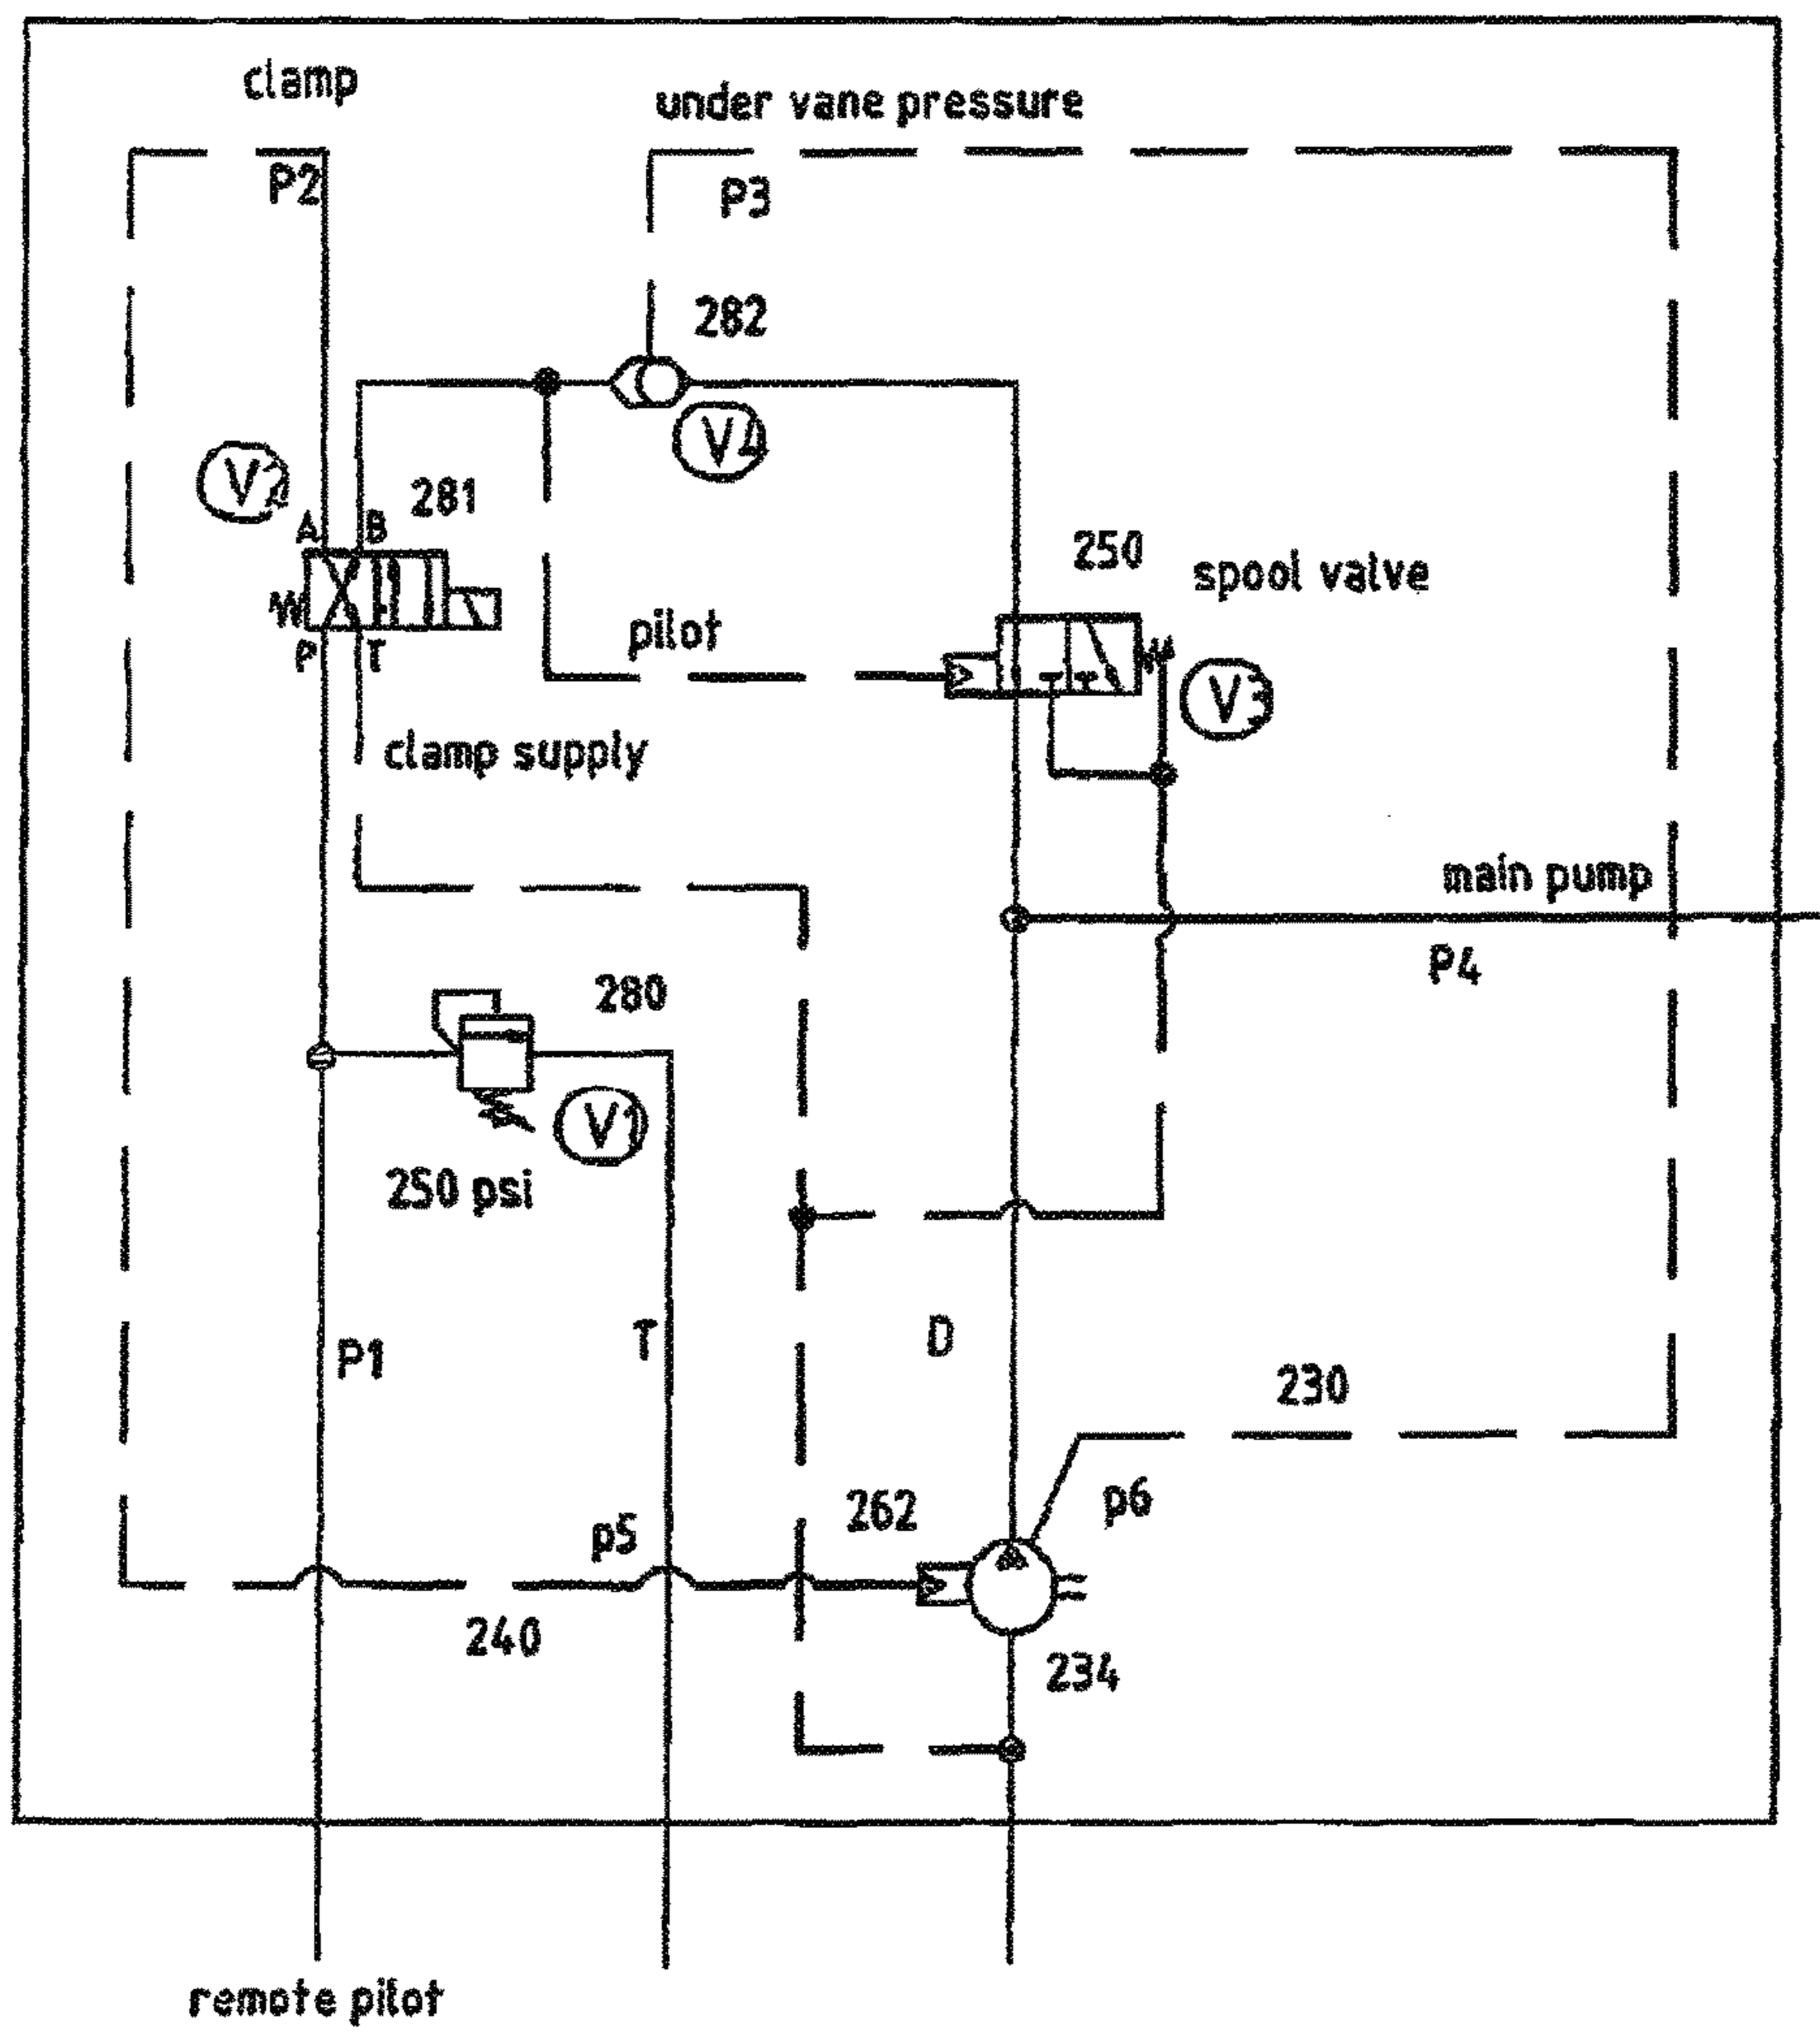 clamp
under vane pressure
P2
P3
282
V4
V2
281
A B
250
spool valve
pilot
P T
V3
clamp supply
main pump
P4
280
V1
250 psi
P1
T
D
230
p6
262
p5
240
234
remote pilot